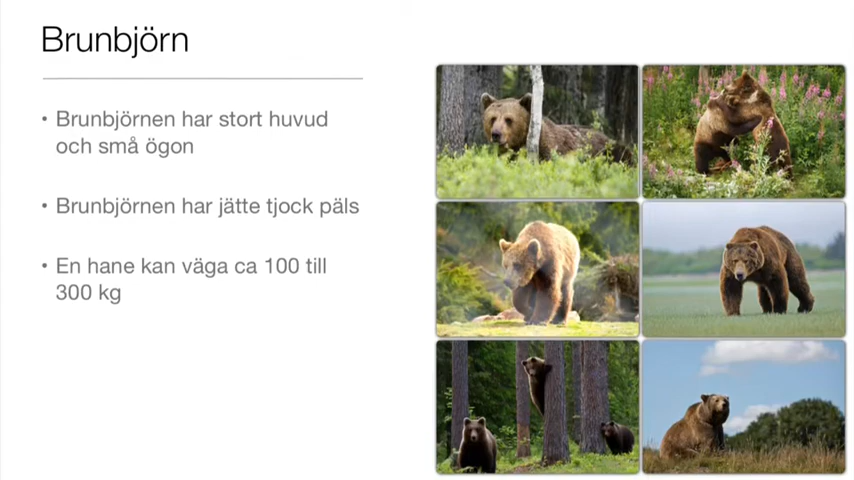 Brunbjörn
• Brunbjörnen har stort huvud
och små ögon
• Brunbjörnen har jätte tjock päls
• En hane kan väga ca 100 till
300 kg